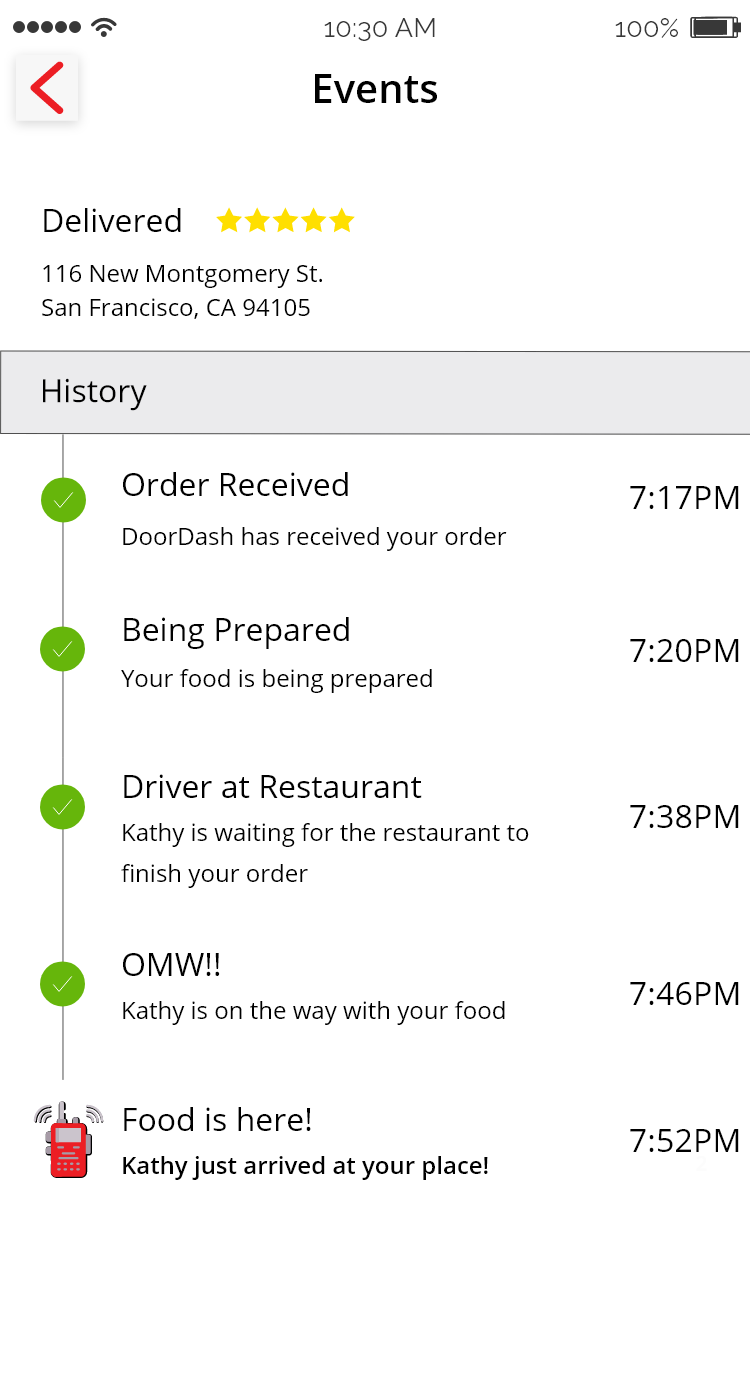 10:30 AM 100%
Events
Delivered
116 New Montgomery St.
San Francisco, CA 94105
History
Order Received
7:17PM
DoorDash has received your order
Being Prepared
7:20PM
Your food is being prepared
Driver at Restaurant
7:38PM
Kathy is waiting for the restaurant to
finish your order
OMW!!
7:46PM
Kathy is on the way with your food
Food is here!
7:52PM
Kathy just arrived at your place!